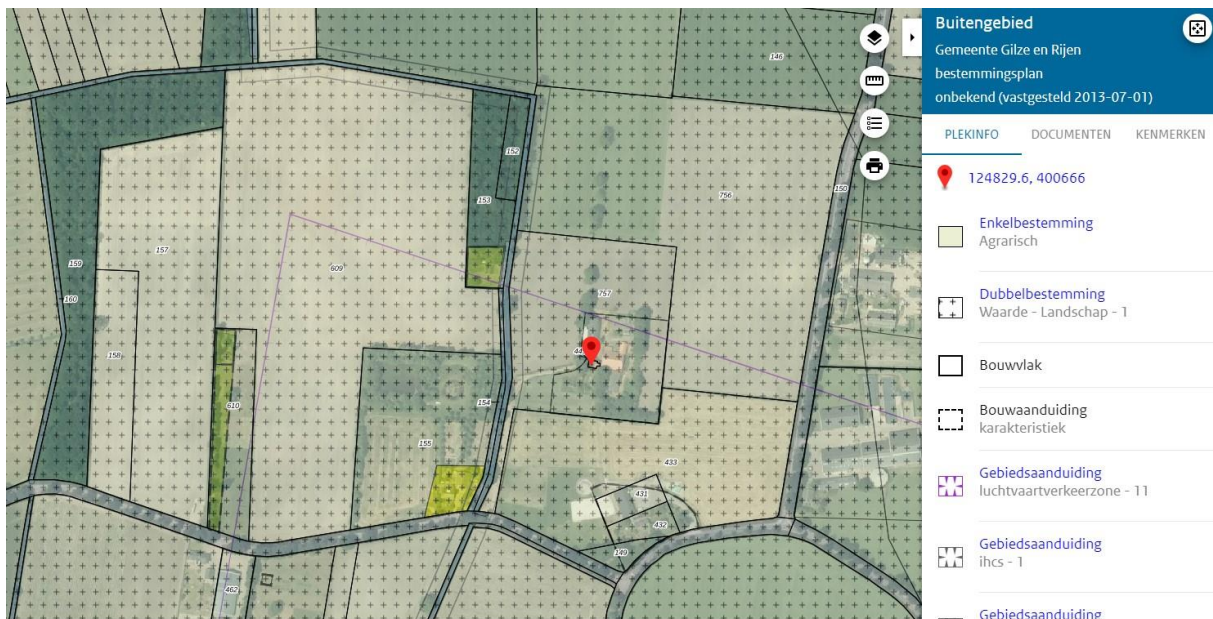 Buitengebied
Gemeente Gilze en Rijen
bestemmingsplan
onbekend (vastgesteld 2013-07-01)
PLEKINFO DOCUMENTEN KENMERKEN
124829.6, 400666
Enkelbestemming
Agrarisch
Dubbelbestemming
Waarde - Landschap - 1
Bouwvlak
Bouwaanduiding
karakteristiek
Gebiedsaanduiding
luchtvaartverkeerzone - 11
Gebiedsaanduiding
ihcs - 1
Gebiedsaanduiding
146
152
150
153
756
157
159
609
160
757
158
44
610
154
155
433
431
432
149
462